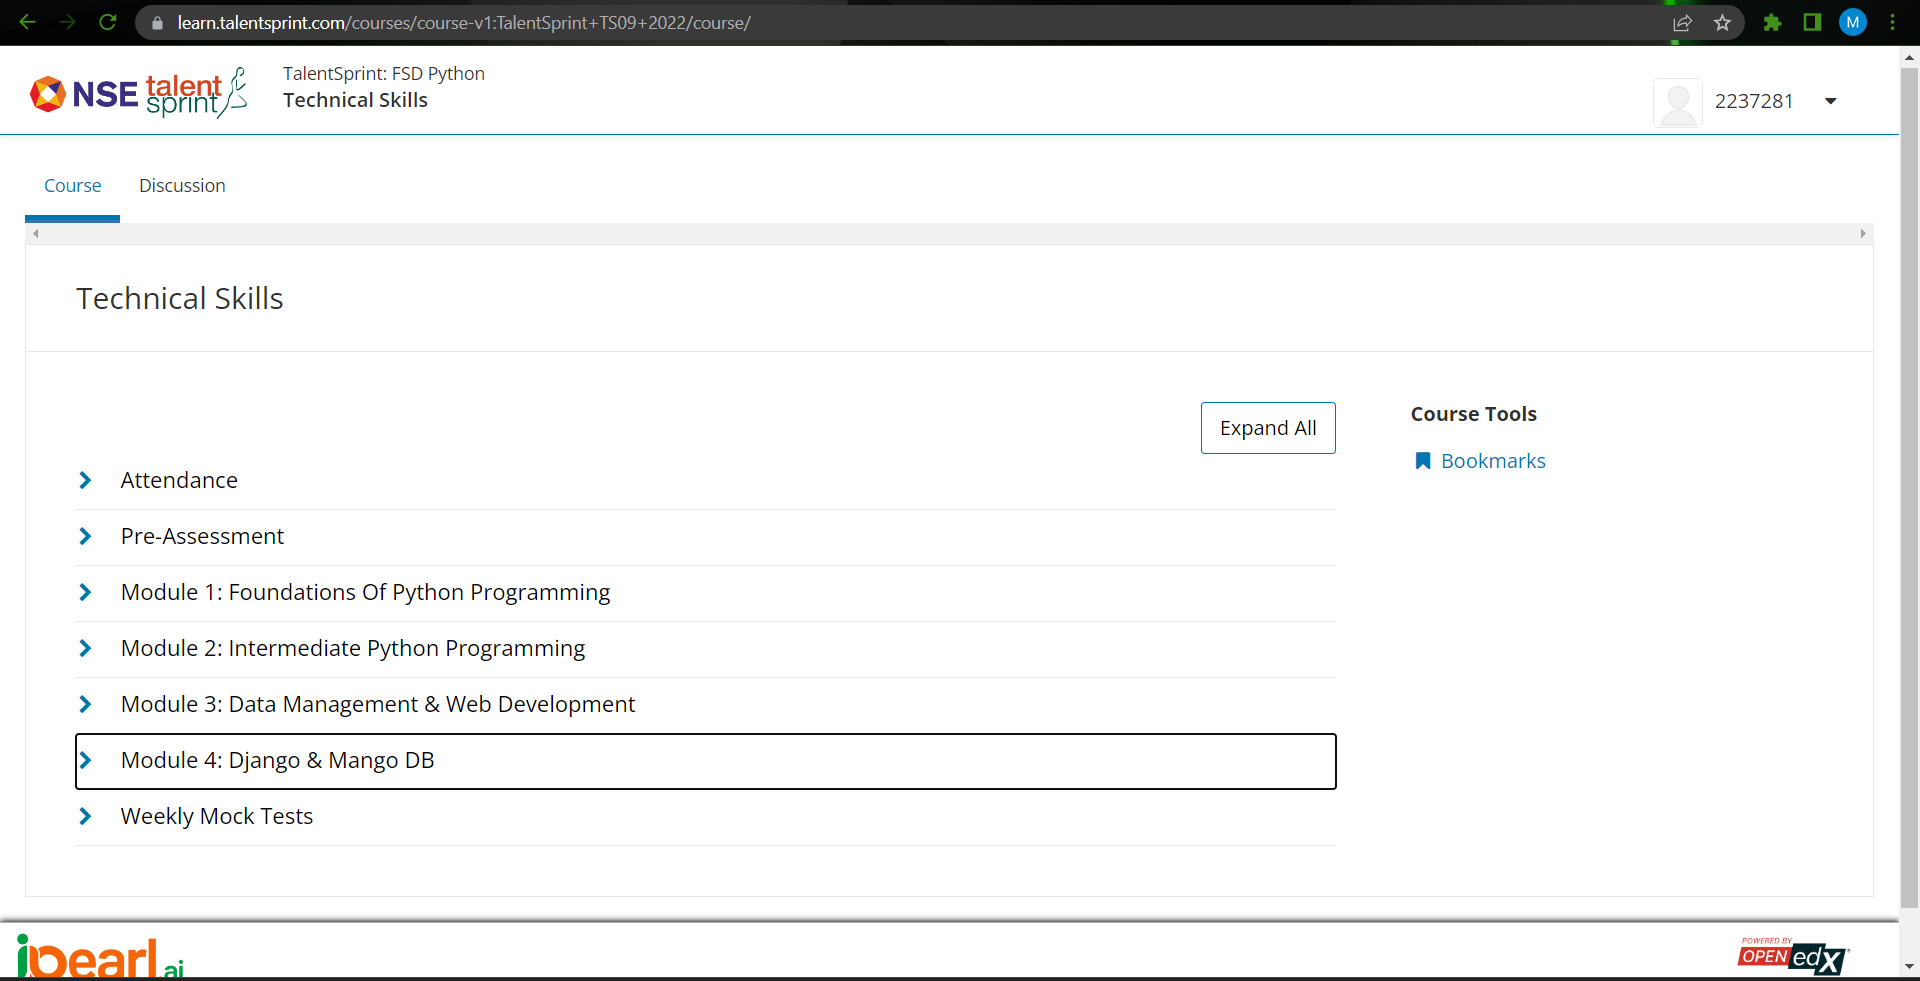 learn.talentsprint.com/courses/course-v1:TalentSprint+TS09+2022/course/
M
NSE talent sprint
TalentSprint: FSD Python
Technical Skills
2237281
Course Discussion
Technical Skills
Expand All
Course Tools
Bookmarks
Attendance
Pre-Assessment
Module 1: Foundations Of Python Programming
Module 2: Intermediate Python Programming
Module 3: Data Management & Web Development
Module 4: Django & Mango DB
Weekly Mock Tests
ipearl.ai
POWERED BY
OPEN edX